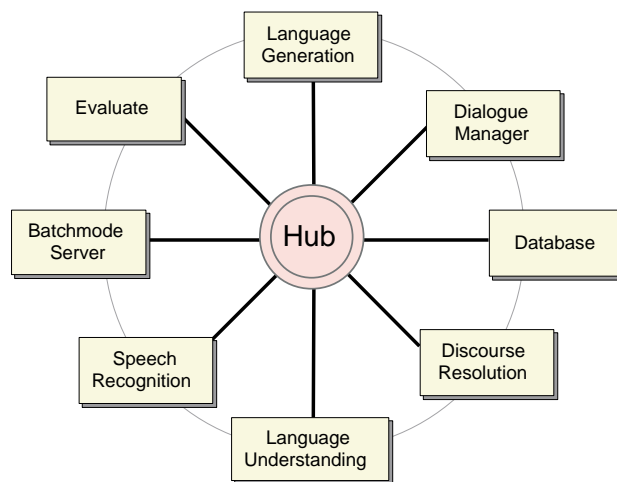 Language
Generation
Evaluate
Dialogue
Manager
Batchmode
Server
Hub
Database
Speech
Recognition
Discourse
Resolution
Language
Understanding